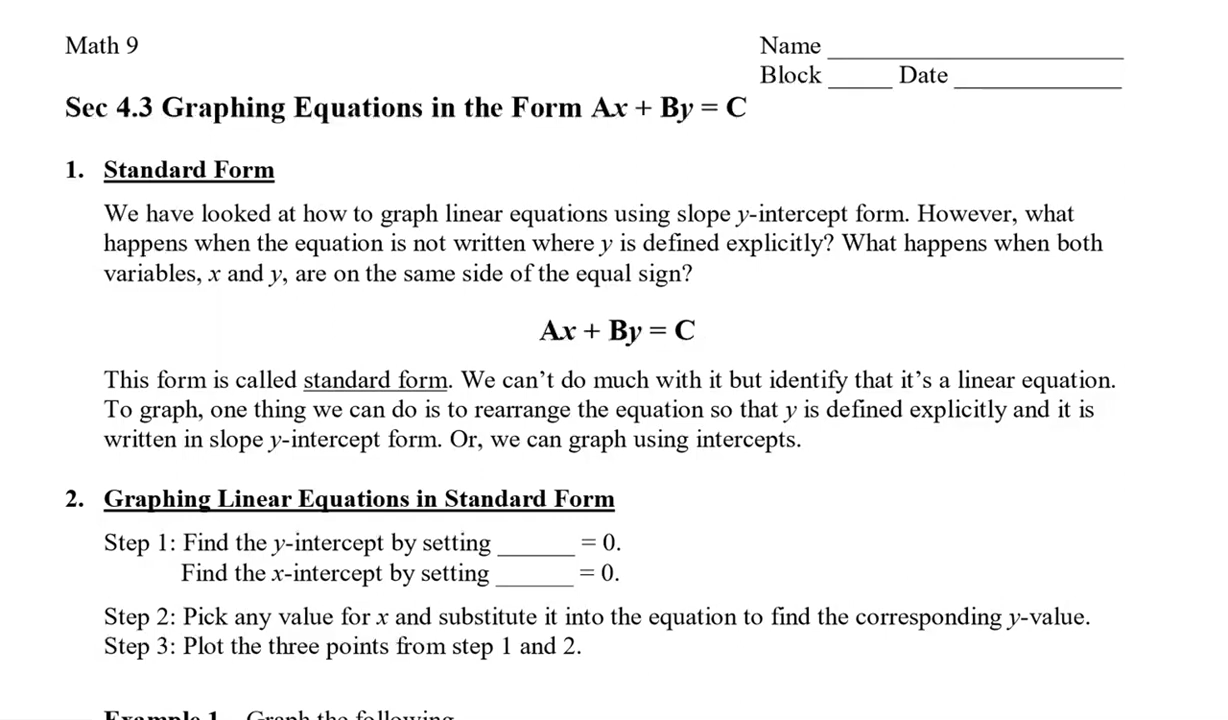 Math 9
Name
Block Date
Sec 4.3 Graphing Equations in the Form Ax + By = C
1. Standard Form
We have looked at how to graph linear equations using slope y-intercept form. However, what
happens when the equation is not written where y is defined explicitly? What happens when both
variables, x and y, are on the same side of the equal sign?
Ax + By = C
This form is called standard form. We can’t do much with it but identify that it’s a linear equation.
To graph, one thing we can do is to rearrange the equation so that y is defined explicitly and it is
written in slope y-intercept form. Or, we can graph using intercepts.
2. Graphing Linear Equations in Standard Form
Step 1: Find the y-intercept by setting ______ = 0.
Find the x-intercept by setting ______ = 0.
Step 2: Pick any value for x and substitute it into the equation to find the corresponding y-value.
Step 3: Plot the three points from step 1 and 2.
Example 1 Graph the following